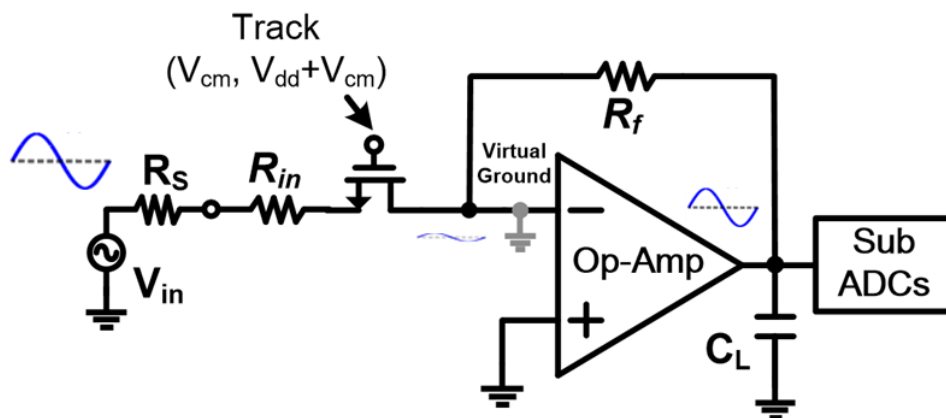 Track
(Vcm, Vdd+Vcm)
Rf
Virtual
Ground
RS
Rin
Vin
−
+
Op-Amp
Sub
ADCs
CL